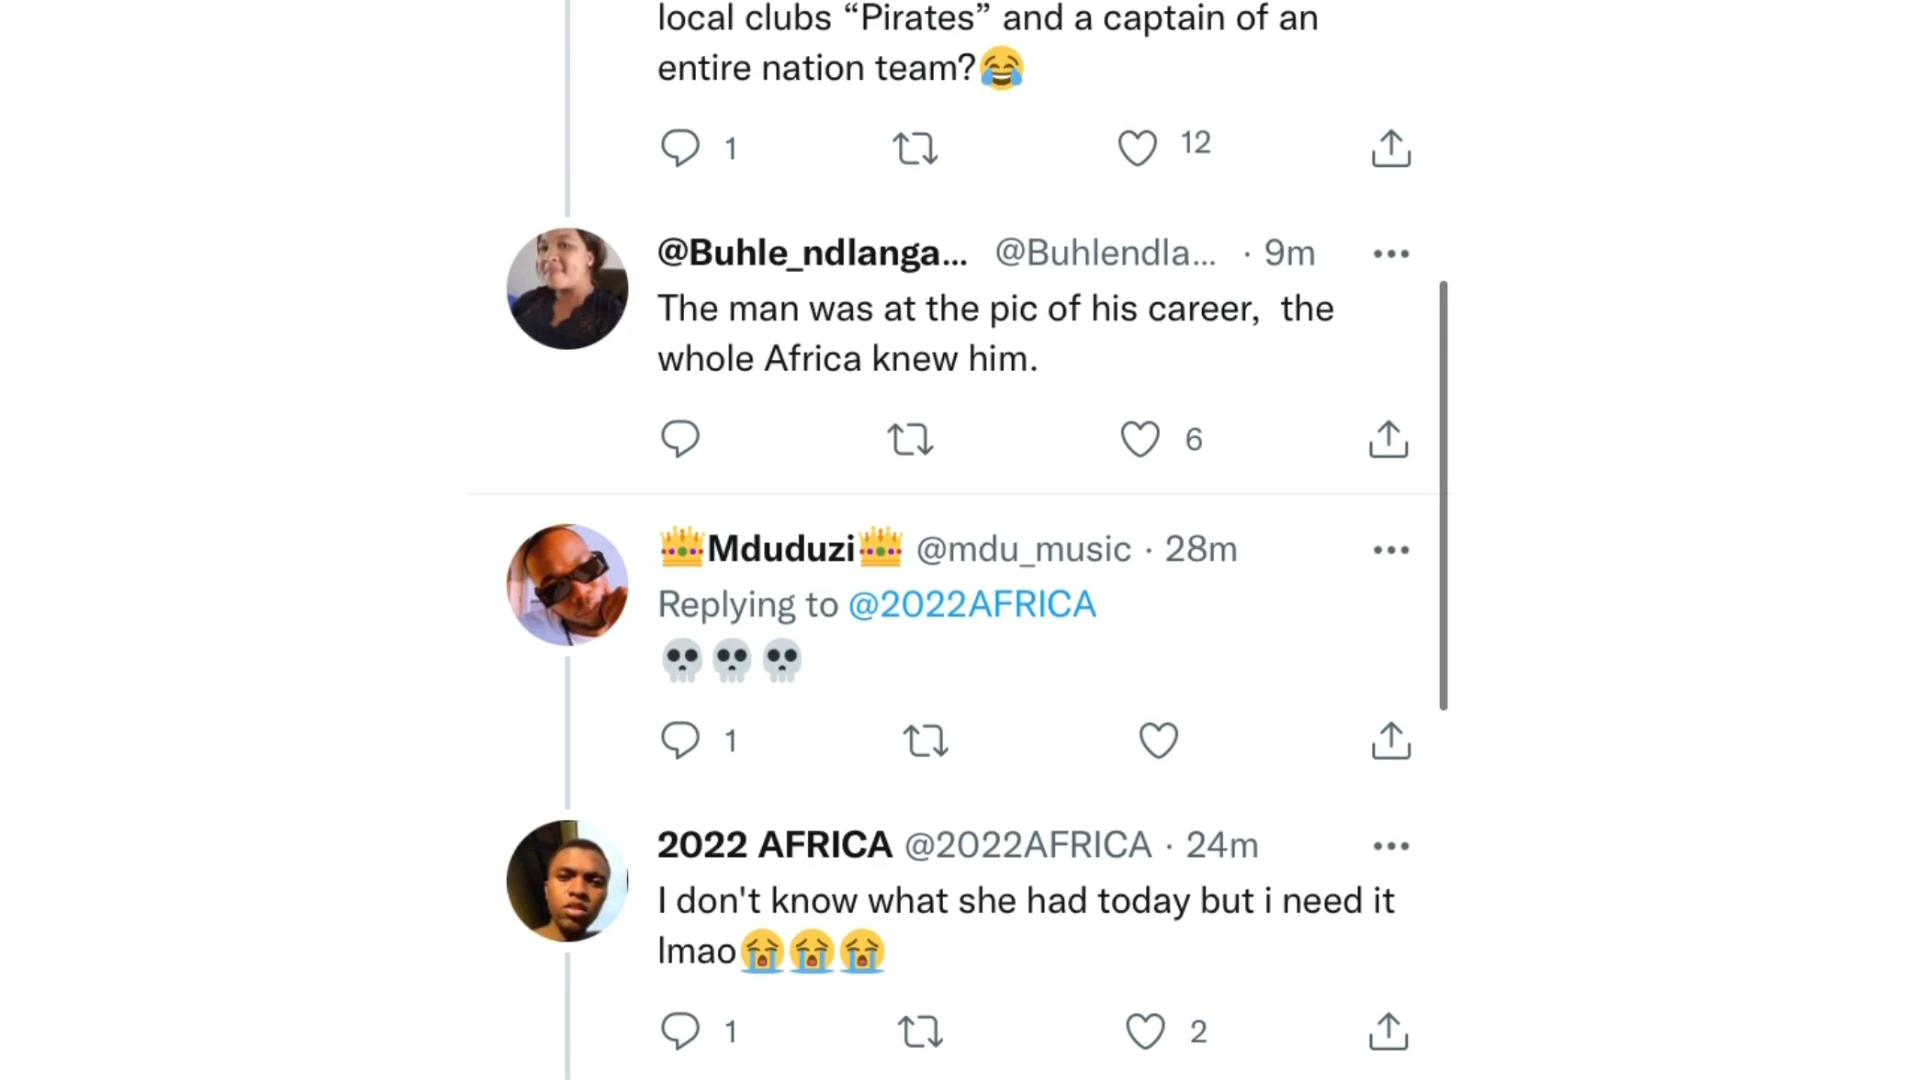 local clubs “Pirates” and a captain of an
entire nation team?😂
1 12
@Buhle_ndlanga... @Buhlendla... · 9m
The man was at the pic of his career,  the
whole Africa knew him.
6
👑Mduduzi👑 @mdu_music · 28m
Replying to @2022AFRICA
💀💀💀
1
2022 AFRICA @2022AFRICA · 24m
I don't know what she had today but i need it
lmao😭😭😭
1 2